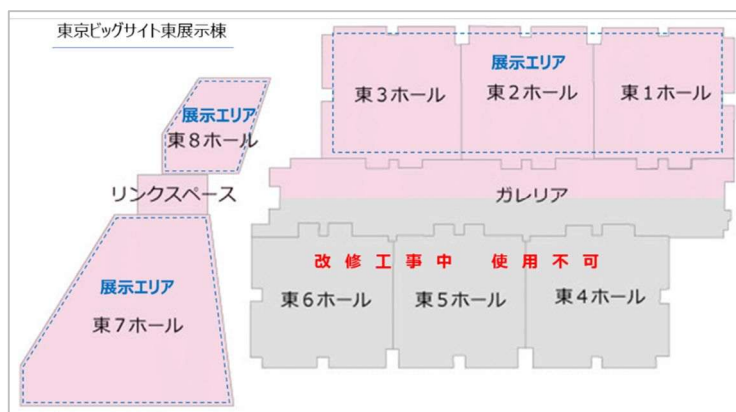 東京ビッグサイト東展示棟
展示エリア
東3ホール
東2ホール
東1ホール
展示エリア
東8ホール
リンクスペース
ガレリア
改修工事中 使用不可
展示エリア
東7ホール
東6ホール
東5ホール
東4ホール